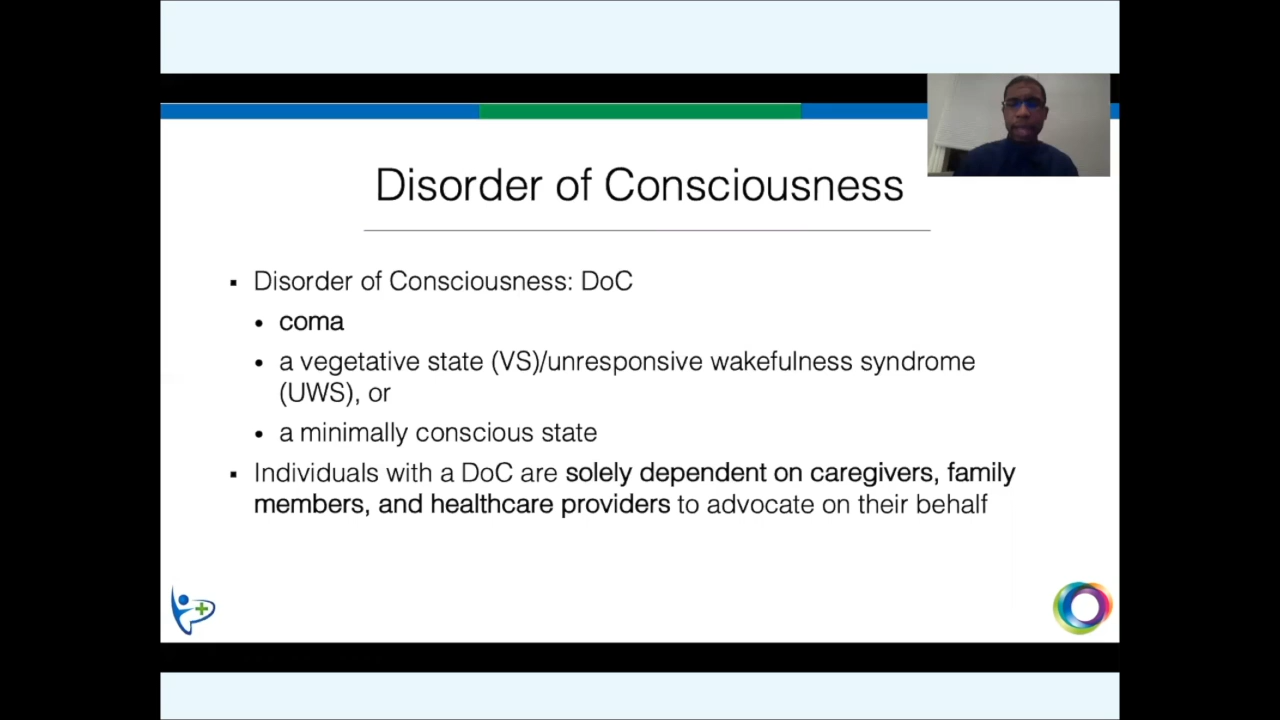 Disorder of Consciousness
▪ Disorder of Consciousness: DoC
• coma
• a vegetative state (VS)/unresponsive wakefulness syndrome
(UWS), or
• a minimally conscious state
▪ Individuals with a DoC are solely dependent on caregivers, family
members, and healthcare providers to advocate on their behalf